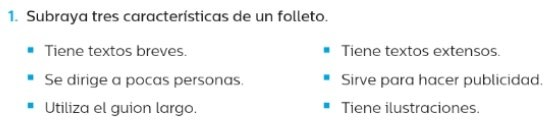 1. Subraya tres características de un folleto.
▪ Tiene textos breves.
▪ Se dirige a pocas personas.
▪ Utiliza el guion largo.
▪ Tiene textos extensos.
▪ Sirve para hacer publicidad.
▪ Tiene ilustraciones.